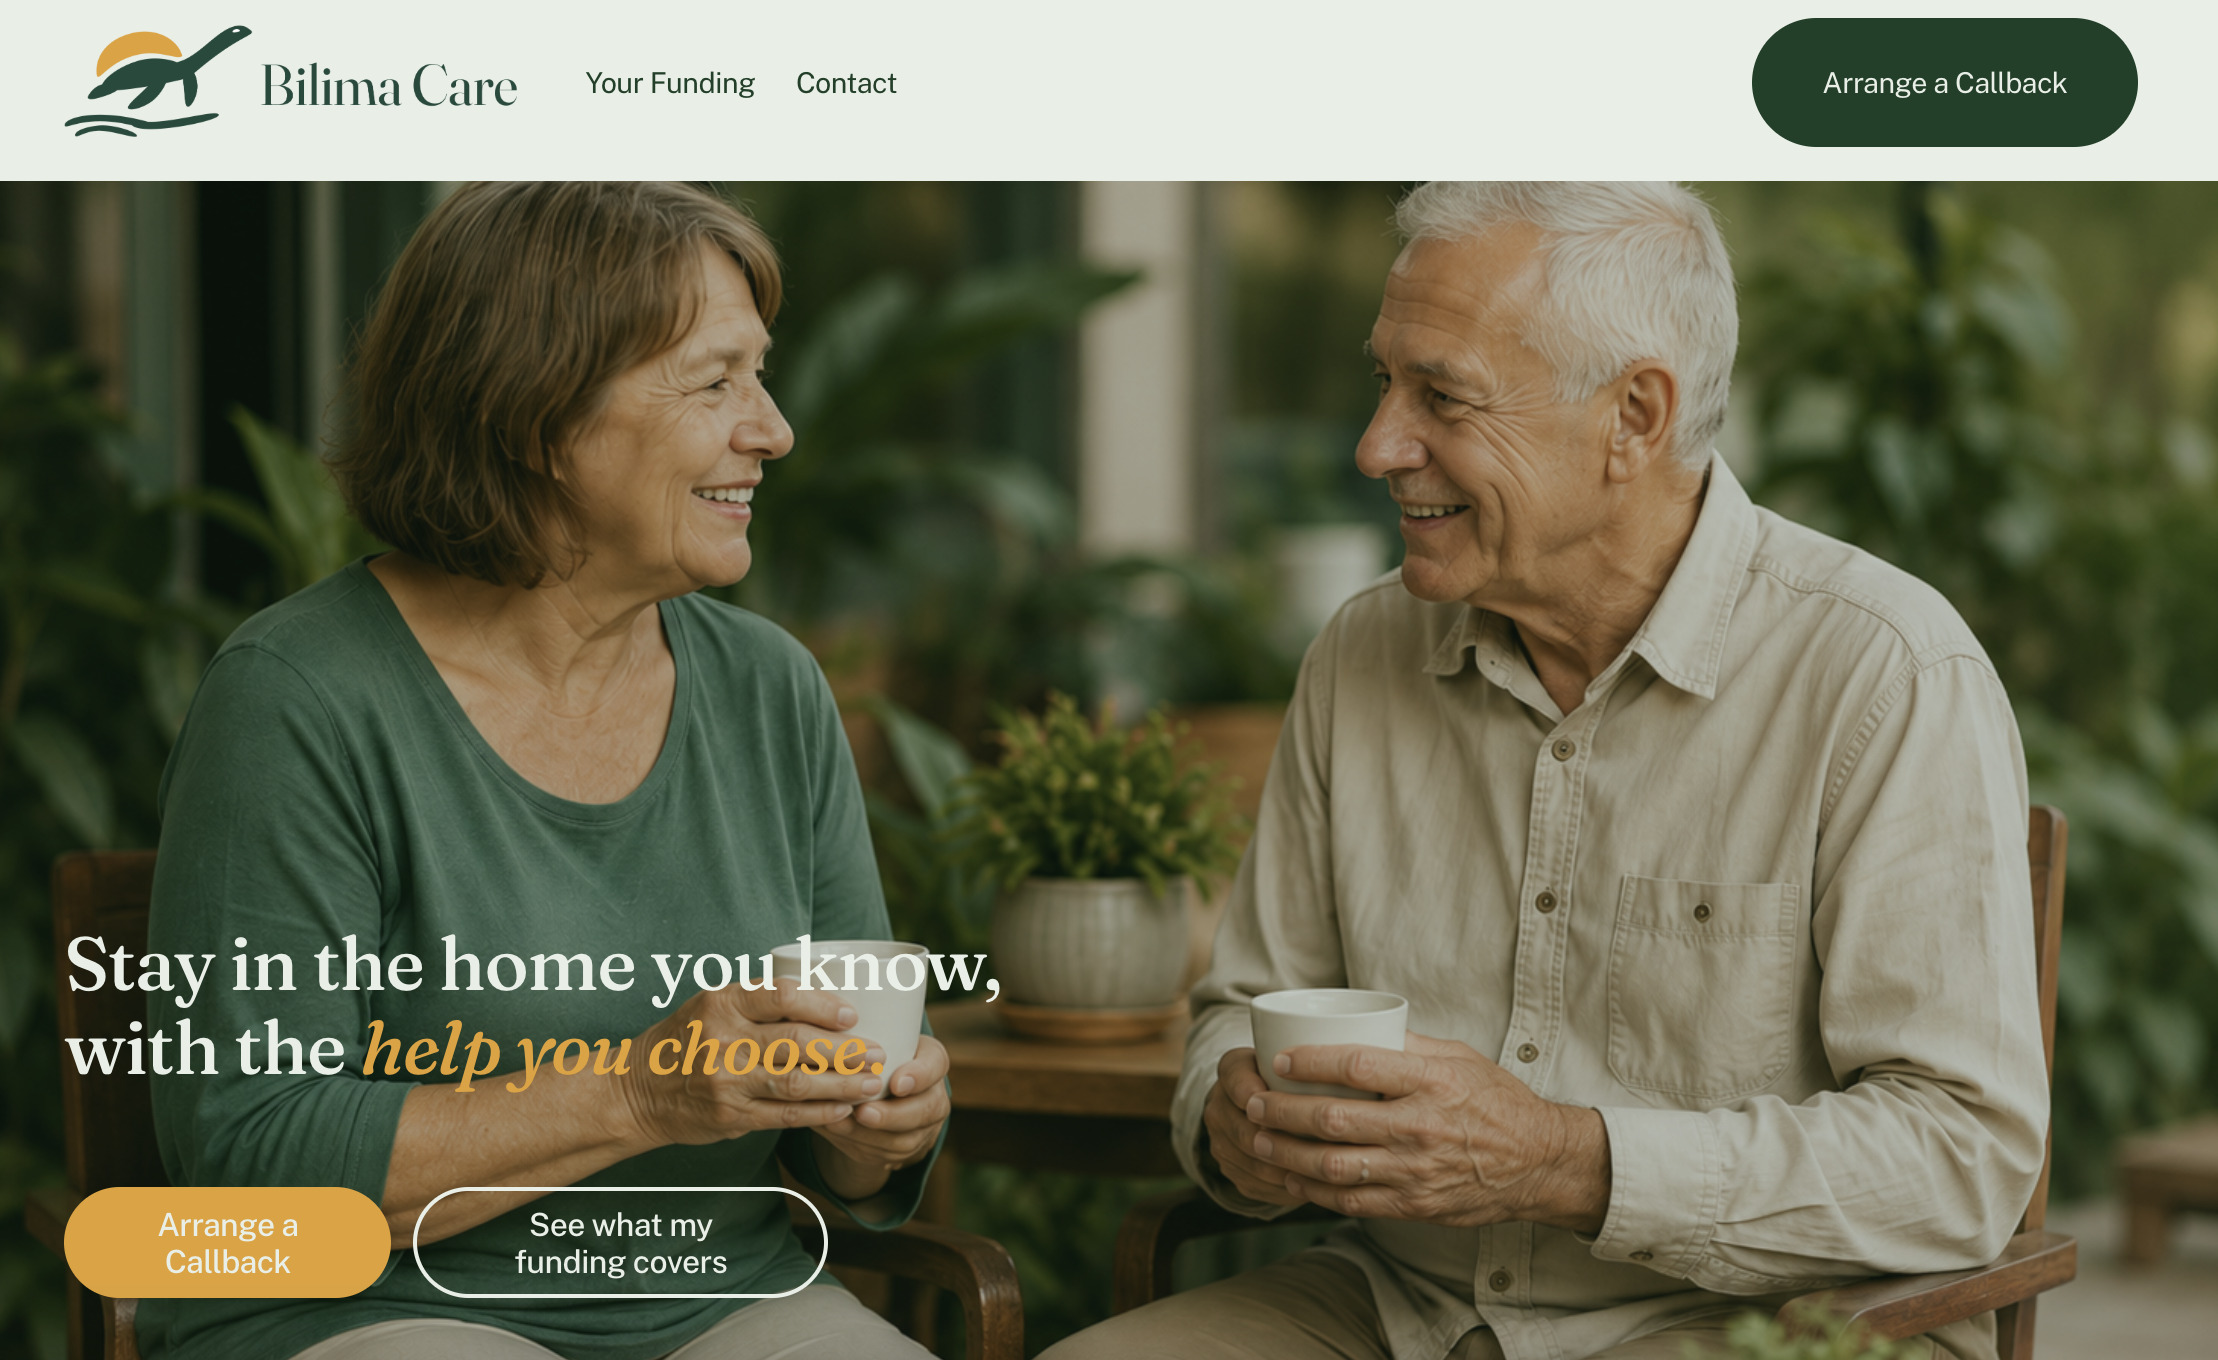 Bilima Care
Your Funding
Contact
Arrange a Callback
Stay in the home you know,
with the help you choose.
Arrange a
Callback
See what my
funding covers